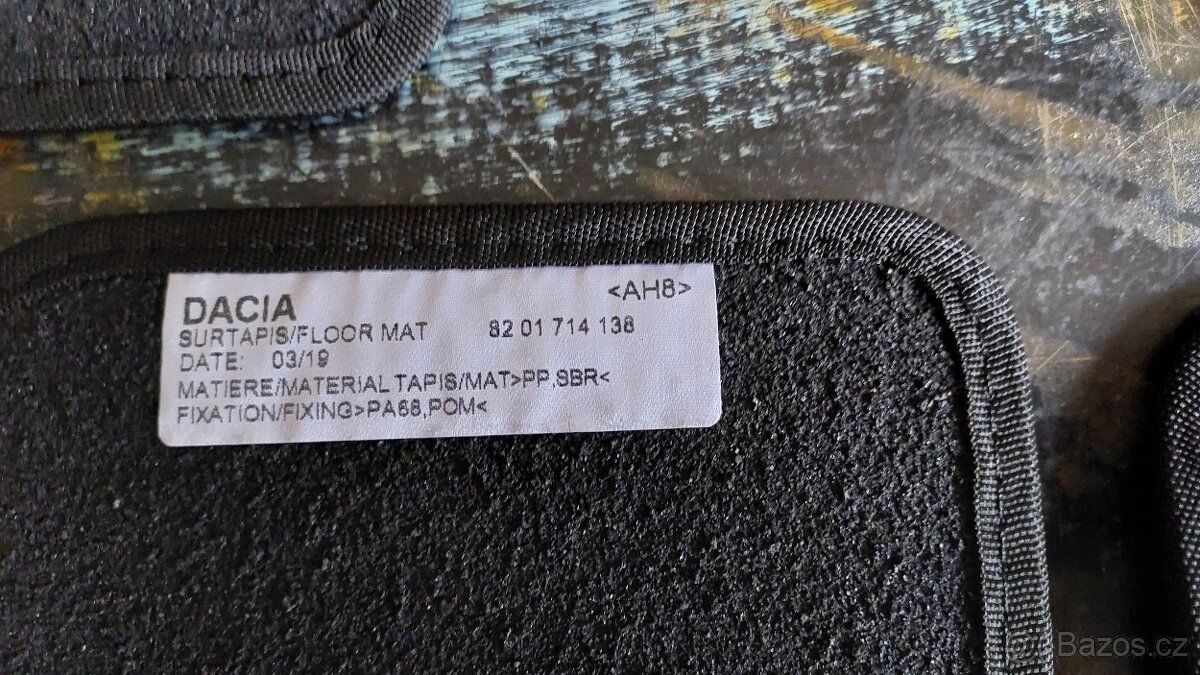 DACIA <AH8>
SURTAPIS/FLOOR MAT 82 01 714 138
DATE: 03/19
MATIERE/MATERIAL TAPIS/MAT>PP,SBR<
FIXATION/FIXING>PA66,POM<
Bazos.cz